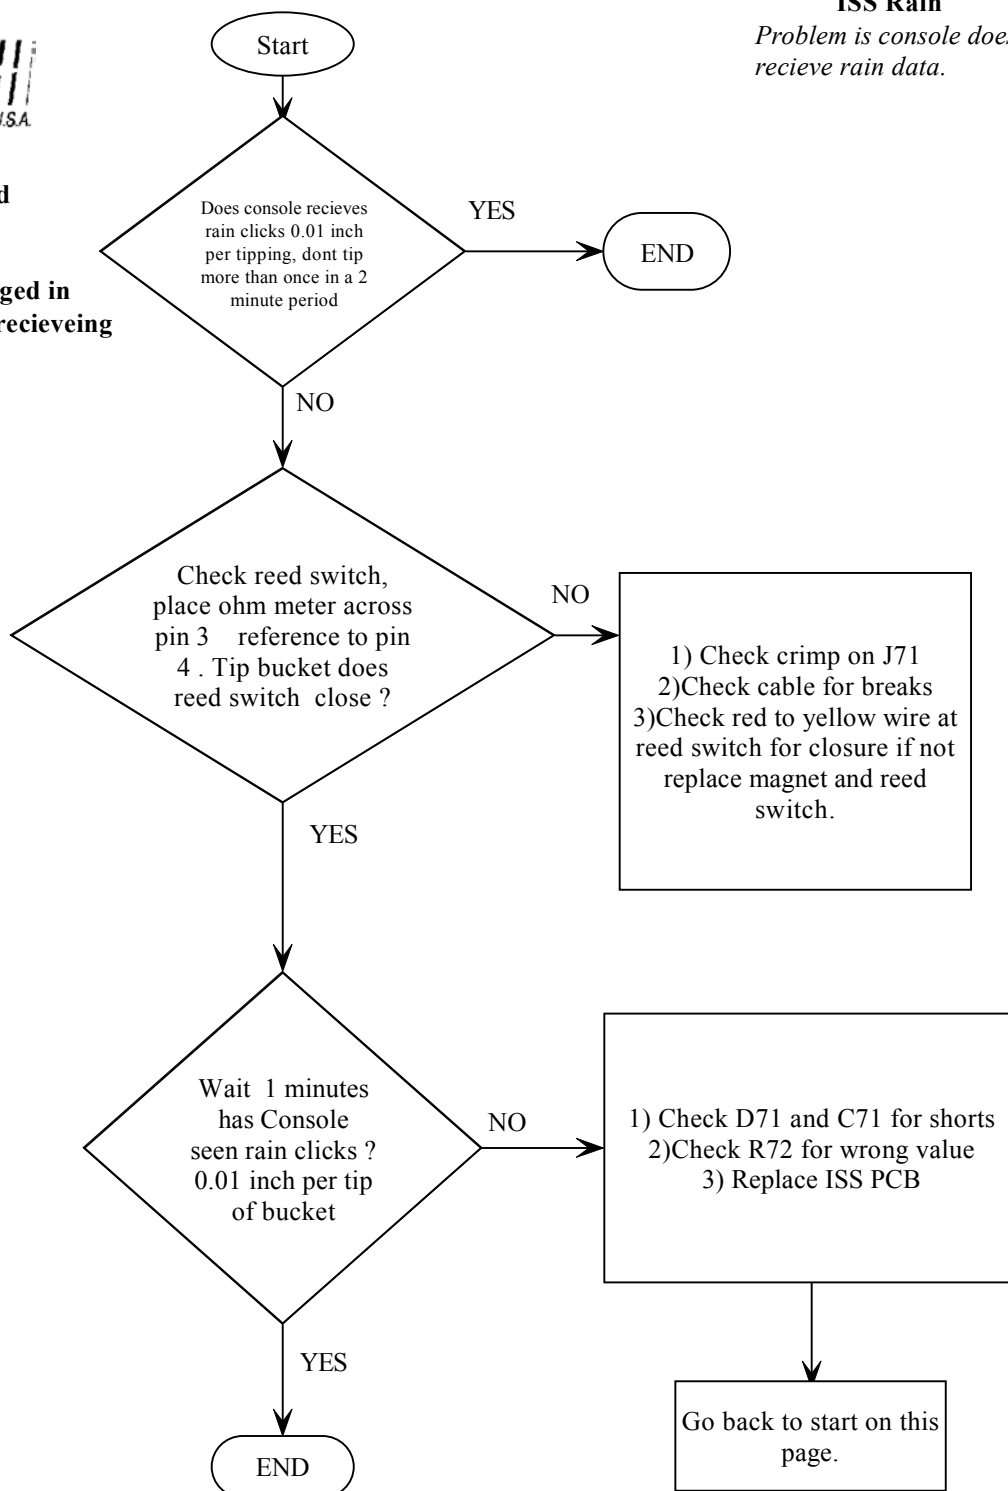 ISS Rain
Problem is console does
recieve rain data.
U.S.A.
ged in
recieveing
Start
Does console recieves
rain clicks 0.01 inch
per tipping, dont tip
more than once in a 2
minute period
YES
END
NO
Check reed switch,
place ohm meter across
pin 3 reference to pin
4 . Tip bucket does
reed switch close ?
NO
1) Check crimp on J71
2)Check cable for breaks
3)Check red to yellow wire at
reed switch for closure if not
replace magnet and reed
switch.
YES
Wait 1 minutes
has Console
seen rain clicks ?
0.01 inch per tip
of bucket
NO
1) Check D71 and C71 for shorts
2)Check R72 for wrong value
3) Replace ISS PCB
YES
END
Go back to start on this
page.